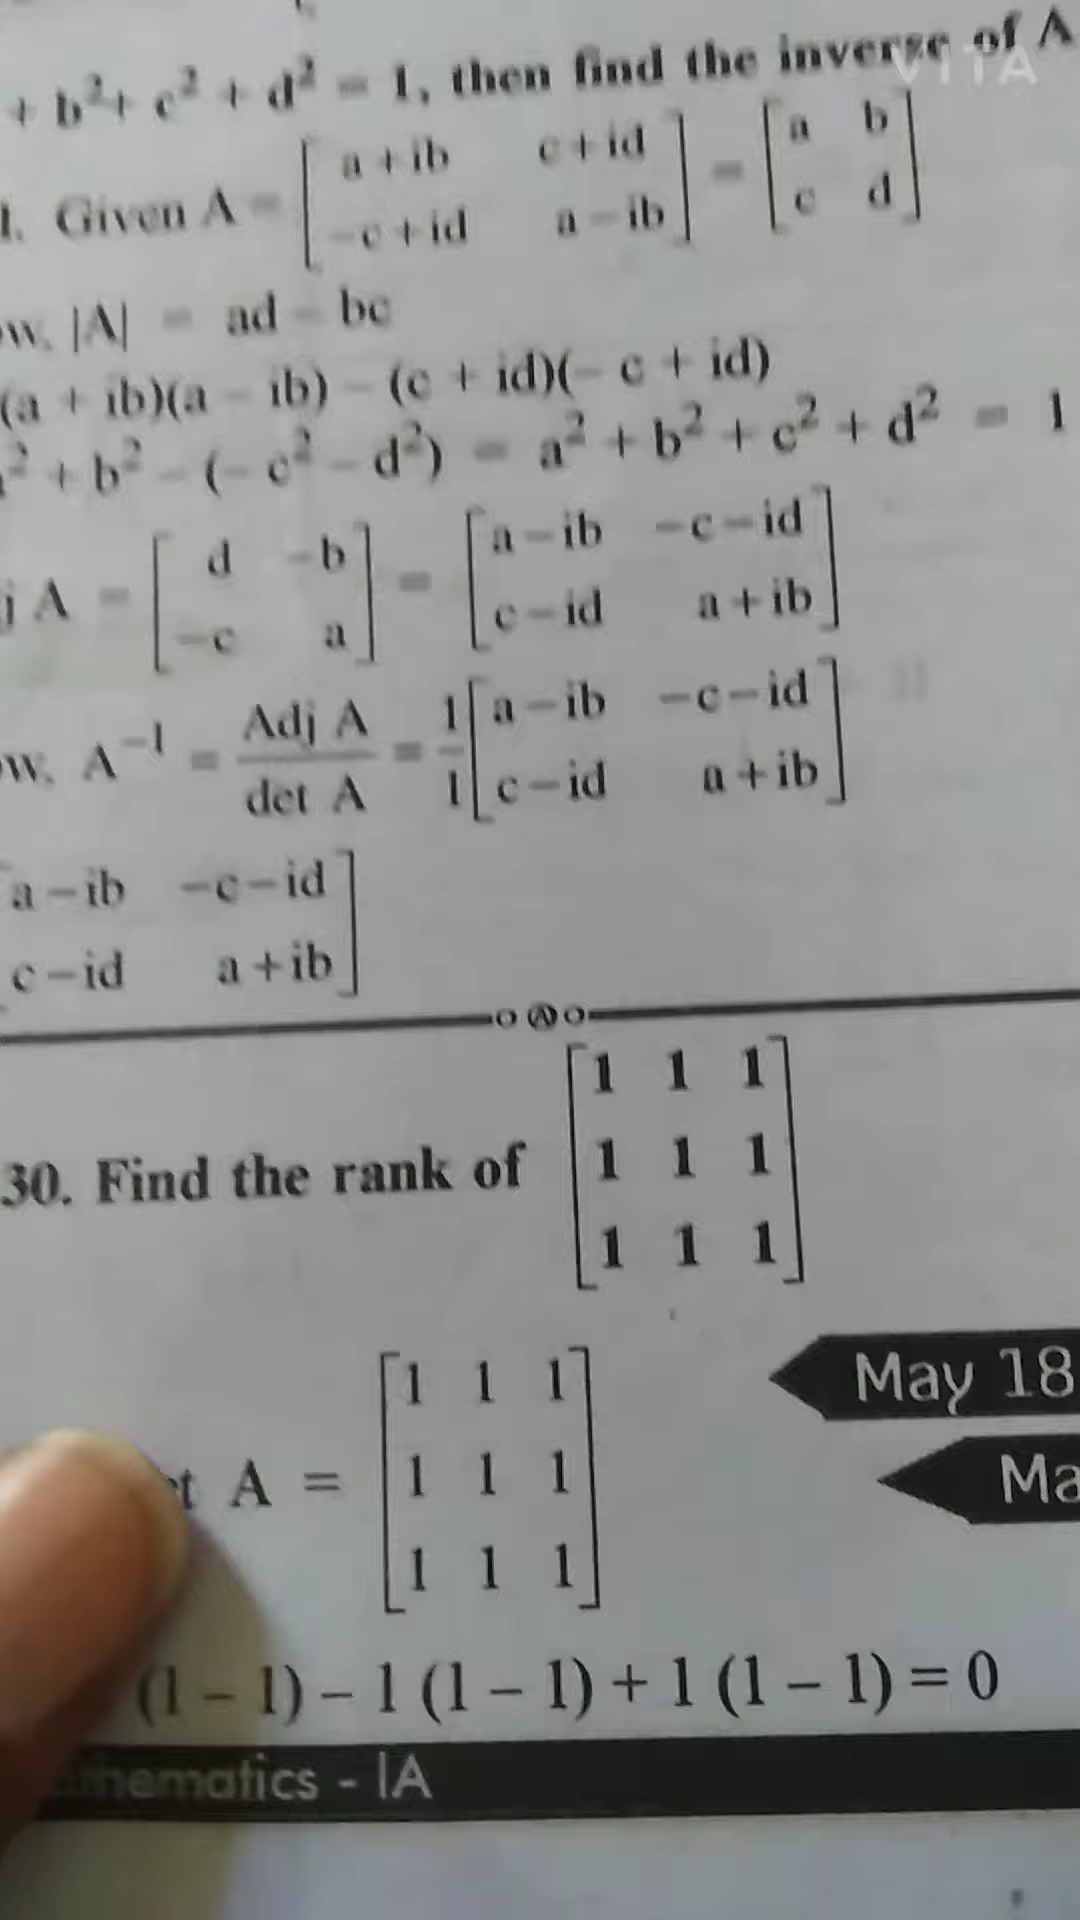 VITA
+ b² + c² + d² = 1, then find the inverse of A
1. Given A = [ a + ib c + id ] = [ a b ]
[ -c + id a - ib ] [ c d ]
w, |A| = ad - bc
(a + ib)(a - ib) - (c + id)(- c + id)
² + b² - (- c² - d²) = a² + b² + c² + d² = 1
j A = [ d -b ] = [ a - ib -c - id ]
[ -c a ] [ c - id a + ib ]
w, A⁻¹ = Adj A / det A = 1/1 [ a - ib -c - id ]
[ c - id a + ib ]
a - ib -c - id ]
c - id a + ib ]
30. Find the rank of [ 1 1 1 ]
[ 1 1 1 ]
[ 1 1 1 ]
May 18
Ma
t A = [ 1 1 1 ]
[ 1 1 1 ]
[ 1 1 1 ]
(1 - 1) - 1 (1 - 1) + 1 (1 - 1) = 0
hematics - IA